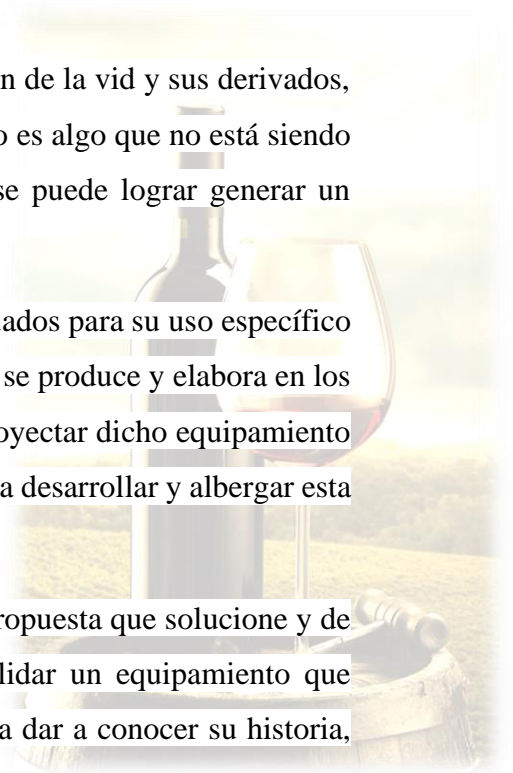 n de la vid y sus derivados,
o es algo que no está siendo
se puede lograr generar un
ados para su uso específico
se produce y elabora en los
oyectar dicho equipamiento
a desarrollar y albergar esta
ropuesta que solucione y de
lidar un equipamiento que
a dar a conocer su historia,